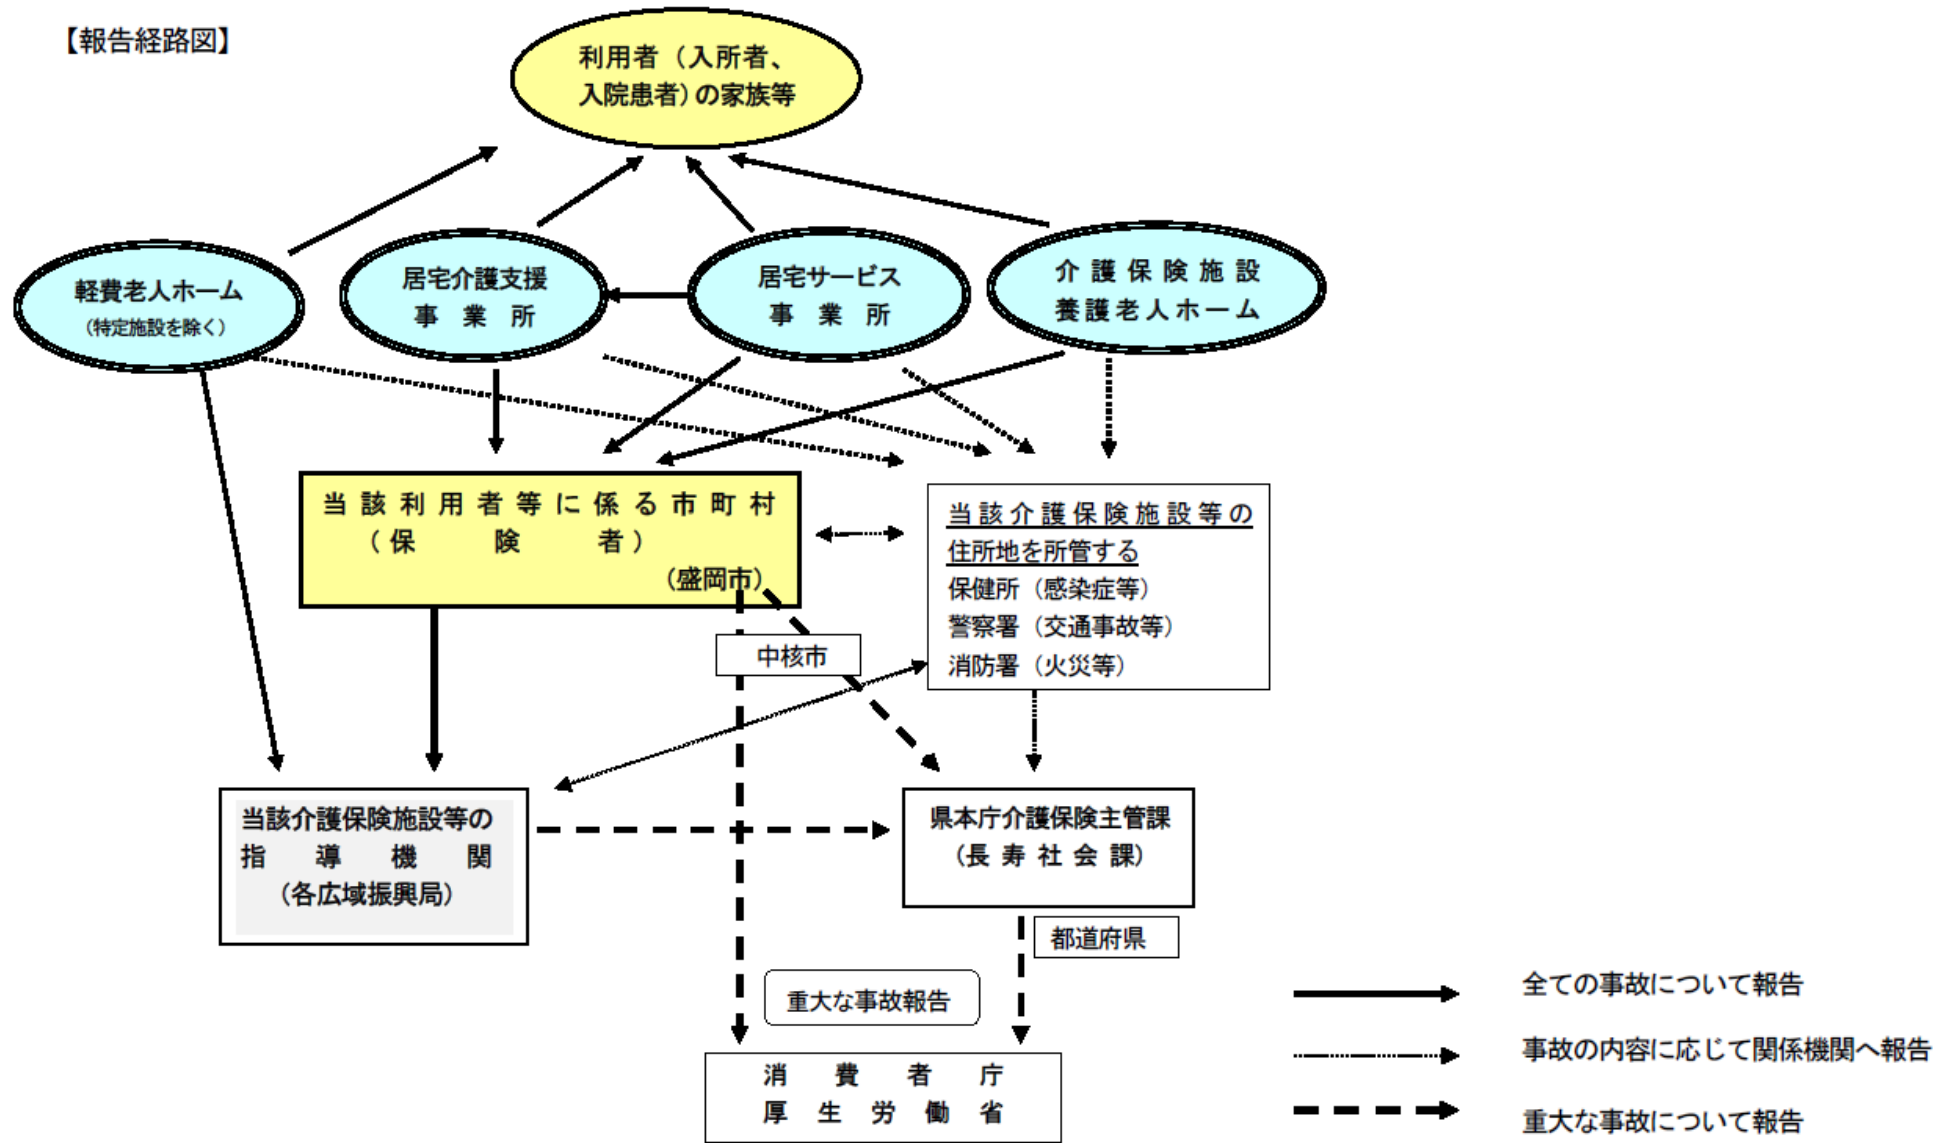 【報告経路図】
利用者（入所者、
入院患者）の家族等
軽費老人ホーム
（特定施設を除く）
居宅介護支援
事業所
居宅サービス
事業所
介護保険施設
養護老人ホーム
当該利用者等に係る市町村
（保険者）
（盛岡市）
当該介護保険施設等の
住所地を所管する
保健所（感染症等）
警察署（交通事故等）
消防署（火災等）
中核市
当該介護保険施設等の
指導機関
（各広域振興局）
県本庁介護保険主管課
（長寿社会課）
都道府県
重大な事故報告
消費者庁
厚生労働省
全ての事故について報告
事故の内容に応じて関係機関へ報告
重大な事故について報告